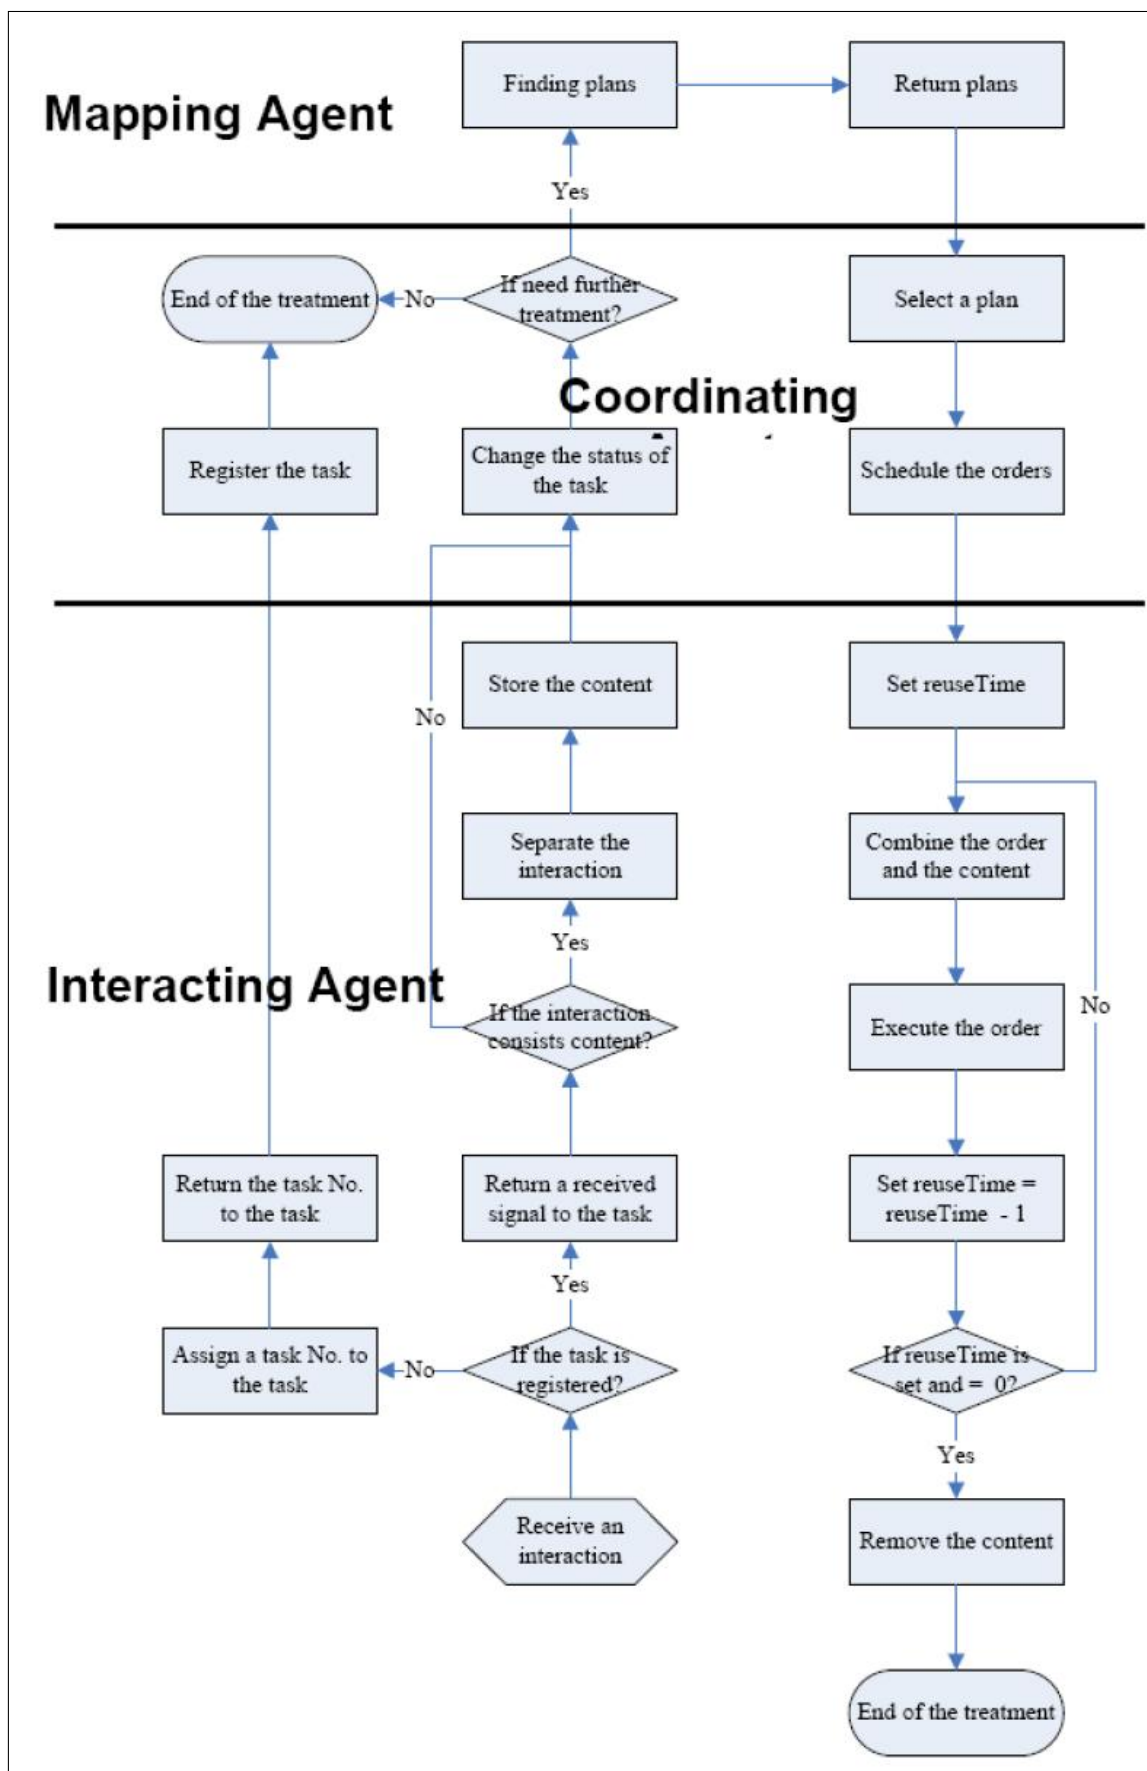 Finding plans
Return plans
Mapping Agent
Yes
End of the treatment
No
If need further
treatment?
Select a plan
Coordinating
Register the task
Change the status of
the task
Schedule the orders
Store the content
Set reuseTime
No
Separate the
interaction
Combine the order
and the content
Yes
Interacting Agent
If the interaction
consists content?
Execute the order
No
Return the task No.
to the task
Return a received
signal to the task
Set reuseTime =
reuseTime - 1
Yes
Assign a task No. to
the task
No
If the task is
registered?
If reuseTime is
set and = 0?
Yes
Receive an
interaction
Remove the content
End of the treatment